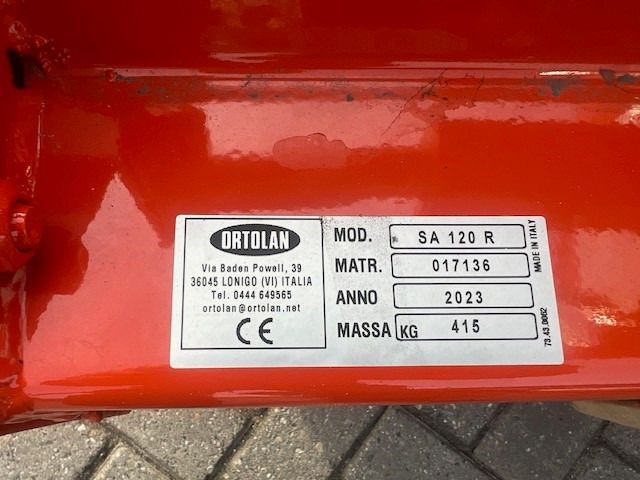 ORTOLAN
Via Baden Powell, 39
36045 LONIGO (VI) ITALIA
Tel. 0444 649565
ortolan@ortolan.net
CE
MOD. SA 120 R
MATR. 017136
ANNO 2023
MASSA KG 415
MADE IN ITALY
73.43.0062